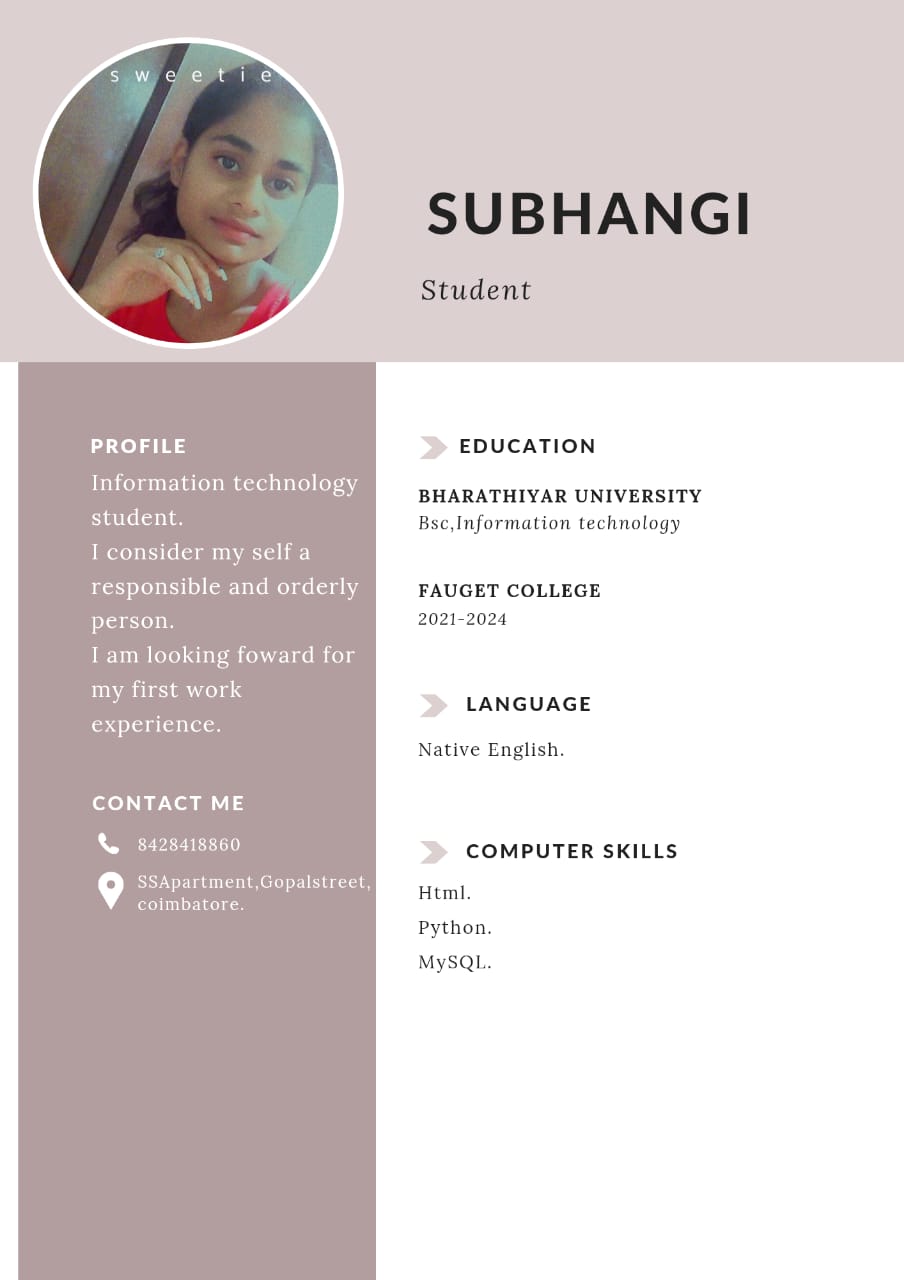 sweetie
SUBHANGI
Student
PROFILE
Information technology
student.
I consider my self a
responsible and orderly
person.
I am looking foward for
my first work
experience.
CONTACT ME
8428418860
SSApartment,Gopalstreet,
coimbatore.
EDUCATION
BHARATHIYAR UNIVERSITY
Bsc,Information technology
FAUGET COLLEGE
2021-2024
LANGUAGE
Native English.
COMPUTER SKILLS
Html.
Python.
MySQL.